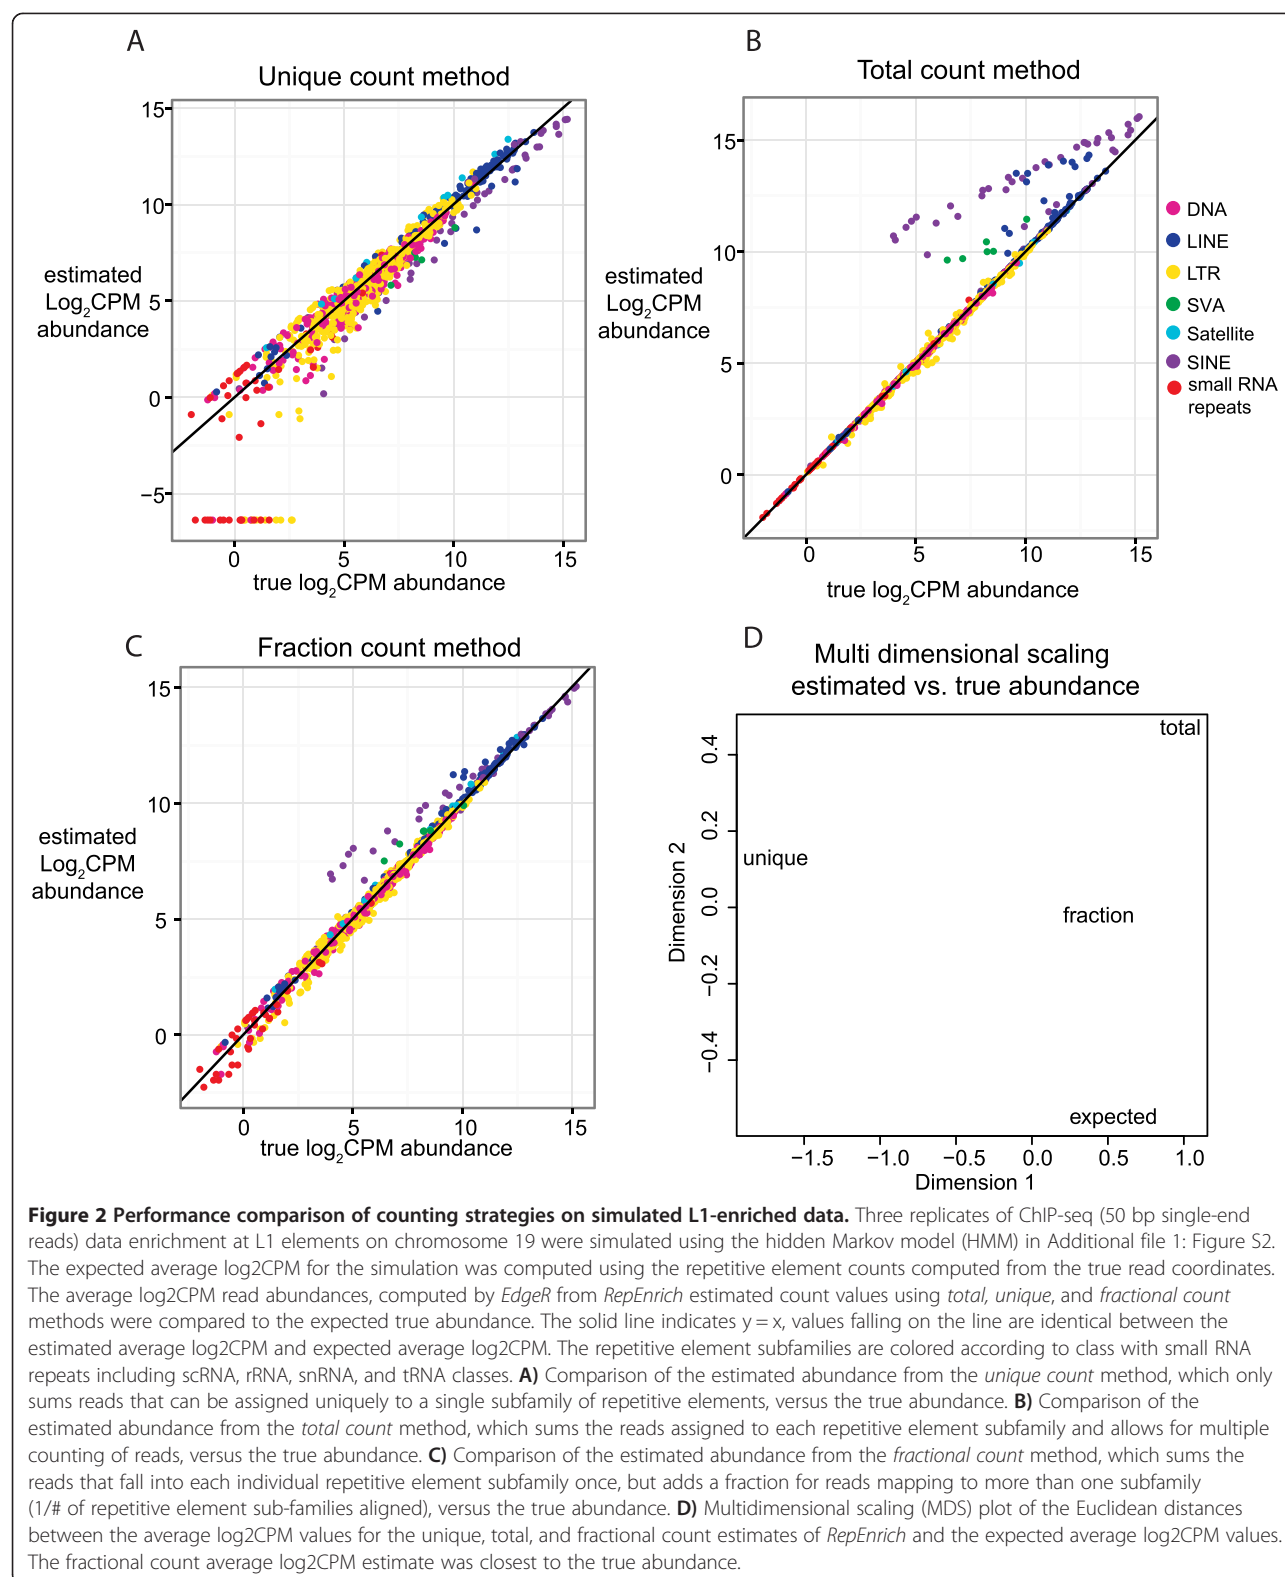 A
Unique count method
15
10
5
0
−5
estimated
Log2CPM
abundance
0 5 10 15
true log2CPM abundance
B
Total count method
15
10
5
0
estimated
Log2CPM
abundance
0 5 10 15
true log2CPM abundance
DNA
LINE
LTR
SVA
Satellite
SINE
small RNA
repeats
C
Fraction count method
15
10
5
0
estimated
Log2CPM
abundance
0 5 10 15
true log2CPM abundance
D
Multi dimensional scaling
estimated vs. true abundance
total
unique
fraction
expected
0.4
0.2
0.0
−0.2
−0.4
Dimension 2
−1.5 −1.0 −0.5 0.0 0.5 1.0
Dimension 1
Figure 2 Performance comparison of counting strategies on simulated L1-enriched data. Three replicates of ChIP-seq (50 bp single-end
reads) data enrichment at L1 elements on chromosome 19 were simulated using the hidden Markov model (HMM) in Additional file 1: Figure S2.
The expected average log2CPM for the simulation was computed using the repetitive element counts computed from the true read coordinates.
The average log2CPM read abundances, computed by EdgeR from RepEnrich estimated count values using total, unique, and fractional count
methods were compared to the expected true abundance. The solid line indicates y = x, values falling on the line are identical between the
estimated average log2CPM and expected average log2CPM. The repetitive element subfamilies are colored according to class with small RNA
repeats including scRNA, rRNA, snRNA, and tRNA classes. A) Comparison of the estimated abundance from the unique count method, which only
sums reads that can be assigned uniquely to a single subfamily of repetitive elements, versus the true abundance. B) Comparison of the
estimated abundance from the total count method, which sums the reads assigned to each repetitive element subfamily and allows for multiple
counting of reads, versus the true abundance. C) Comparison of the estimated abundance from the fractional count method, which sums the
reads that fall into each individual repetitive element subfamily once, but adds a fraction for reads mapping to more than one subfamily
(1/# of repetitive element sub-families aligned), versus the true abundance. D) Multidimensional scaling (MDS) plot of the Euclidean distances
between the average log2CPM values for the unique, total, and fractional count estimates of RepEnrich and the expected average log2CPM values.
The fractional count average log2CPM estimate was closest to the true abundance.